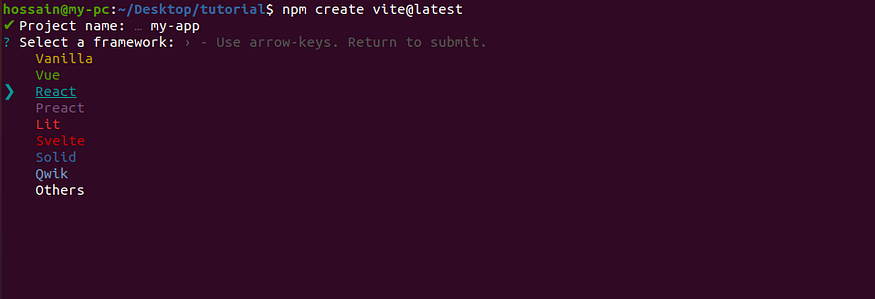 hossain@my-pc:~/Desktop/tutorial$ npm create vite@latest
✔ Project name: … my-app
? Select a framework: › - Use arrow-keys. Return to submit.
Vanilla
Vue
❯ React
Preact
Lit
Svelte
Solid
Qwik
Others